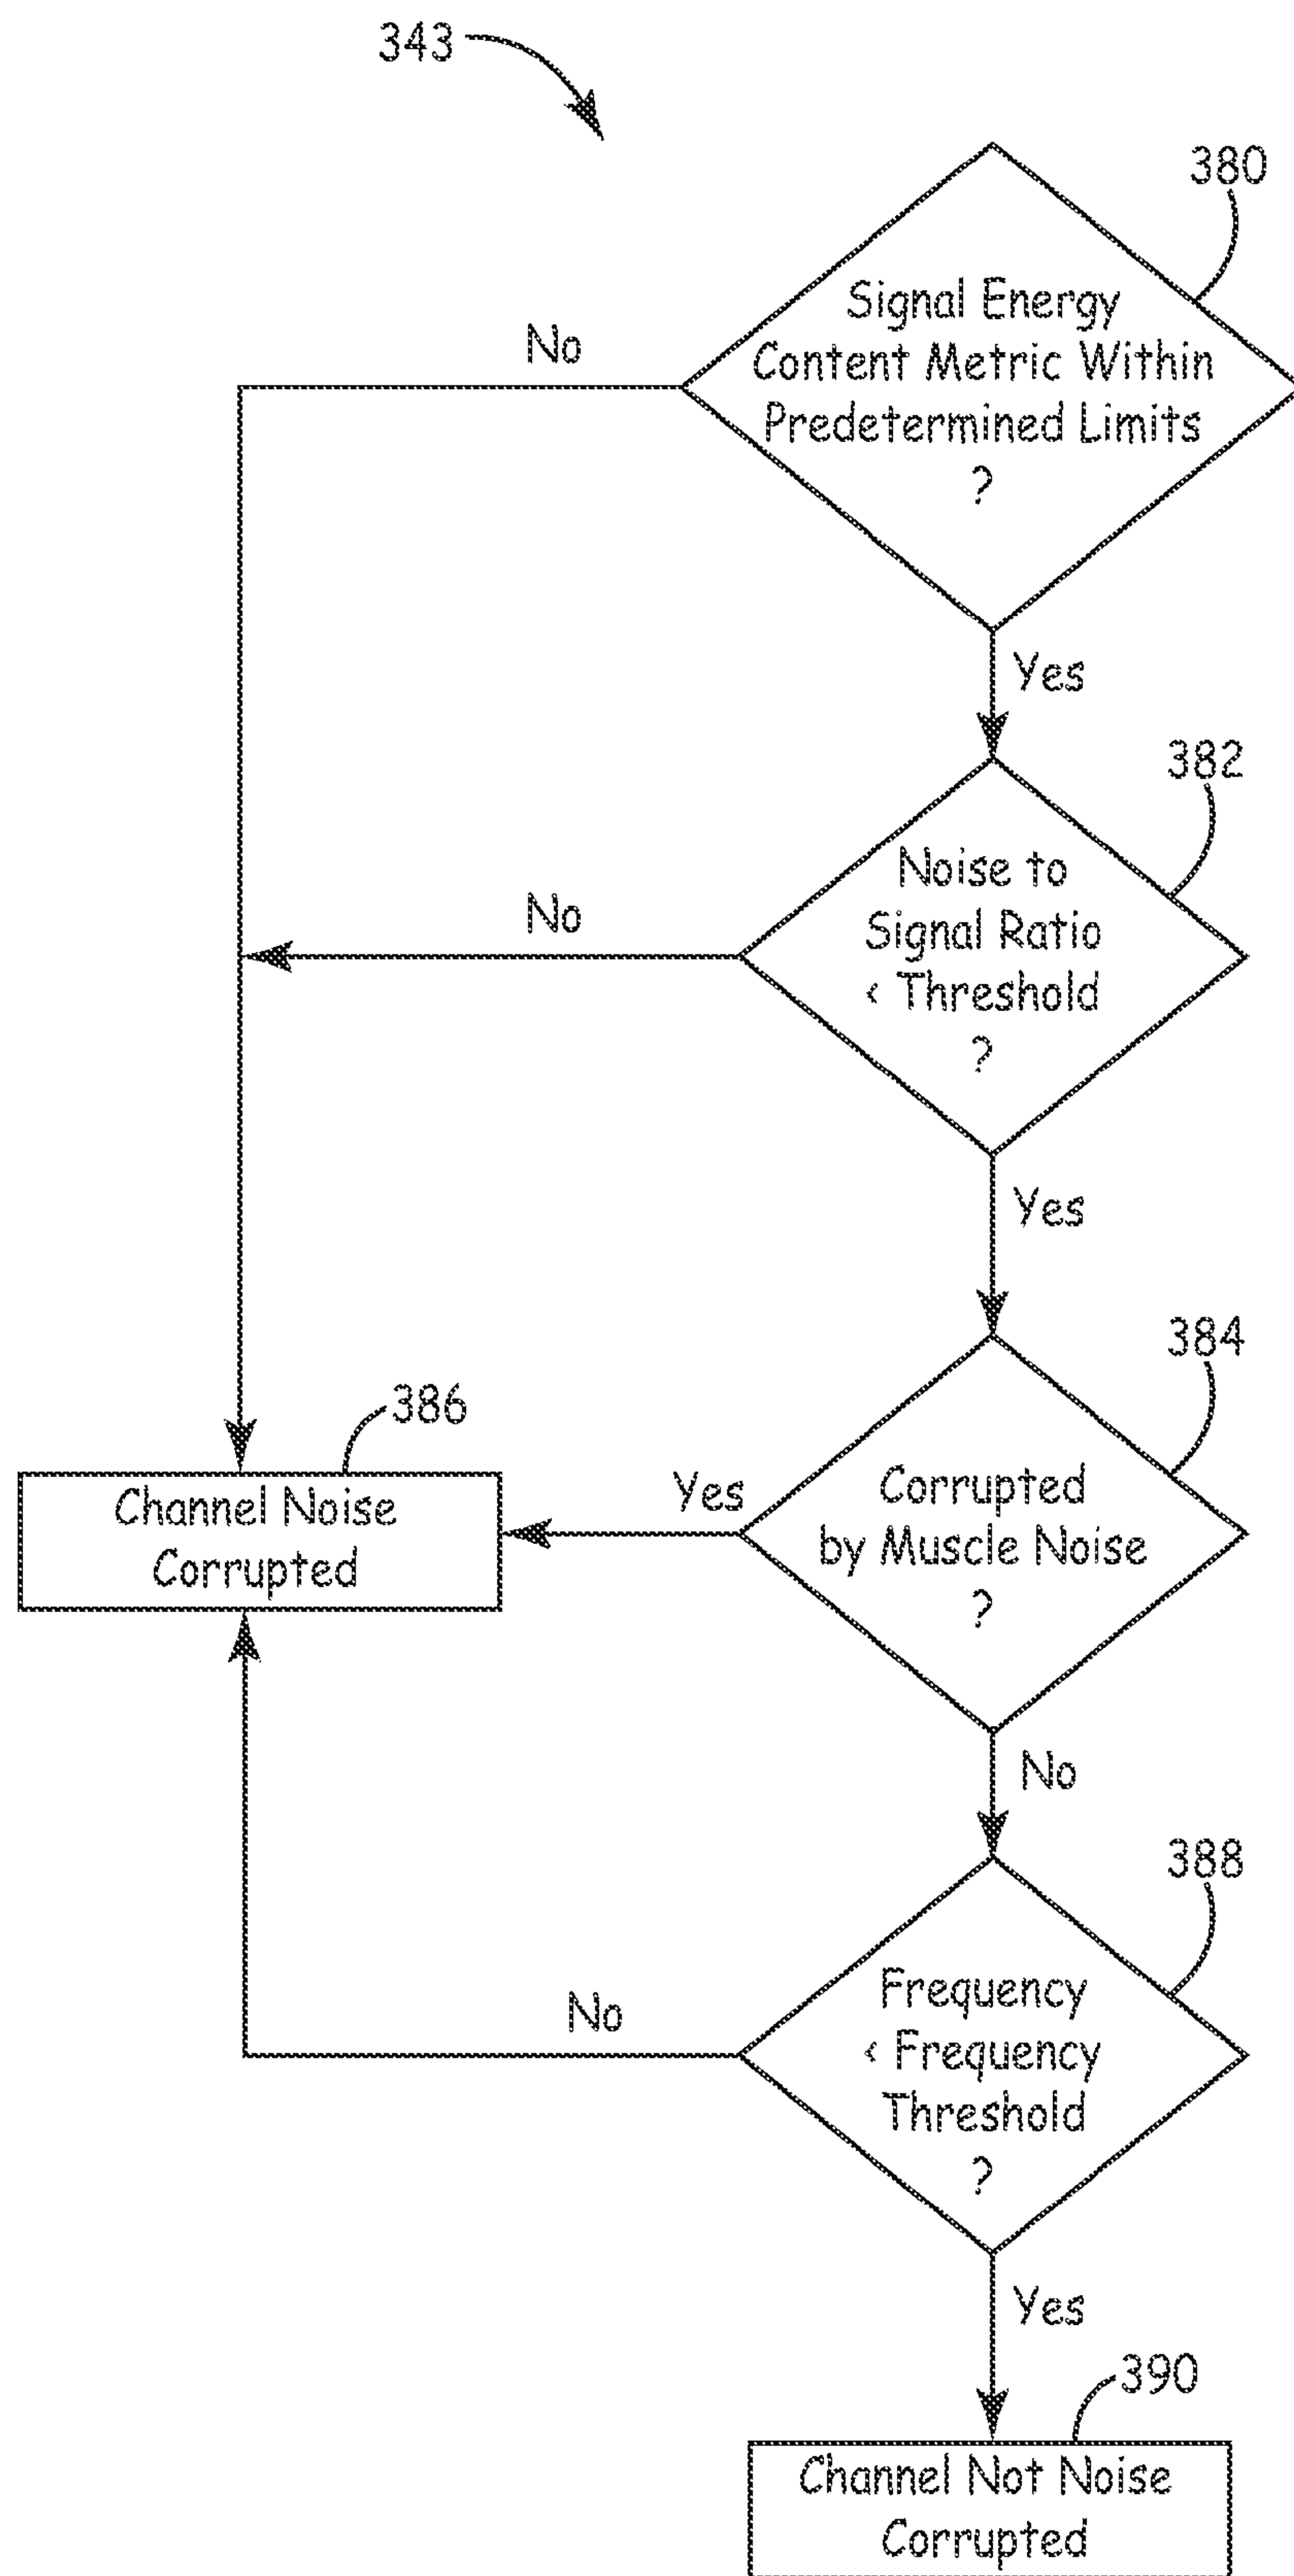 343
380
Signal Energy
Content Metric Within
Predetermined Limits
?
No
Yes
382
Noise to
Signal Ratio
< Threshold
?
No
Yes
384
386
Channel Noise
Corrupted
Yes
Corrupted
by Muscle Noise
?
No
388
Frequency
< Frequency
Threshold
?
No
Yes
390
Channel Not Noise
Corrupted